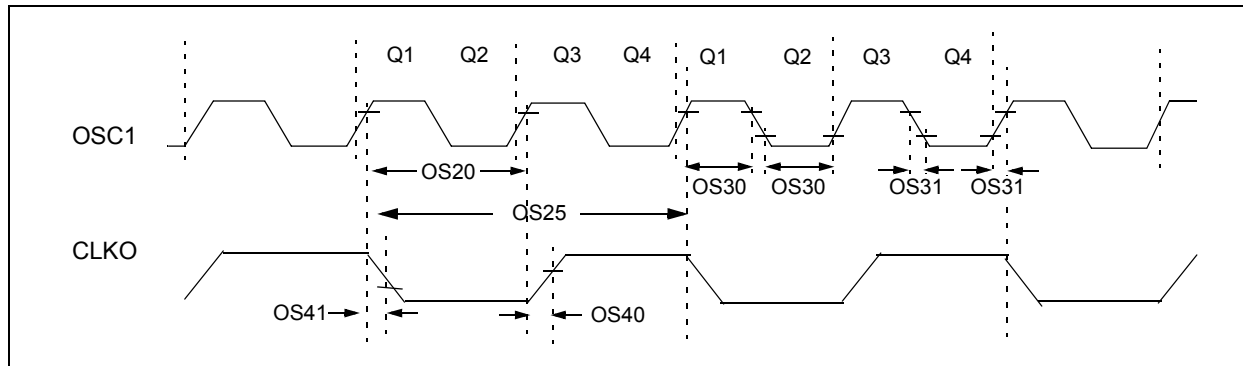 Q1 Q2 Q3 Q4 Q1 Q2 Q3 Q4
OSC1
OS20 OS30 OS30 OS31 OS31
OS25
CLKO
OS41 OS40